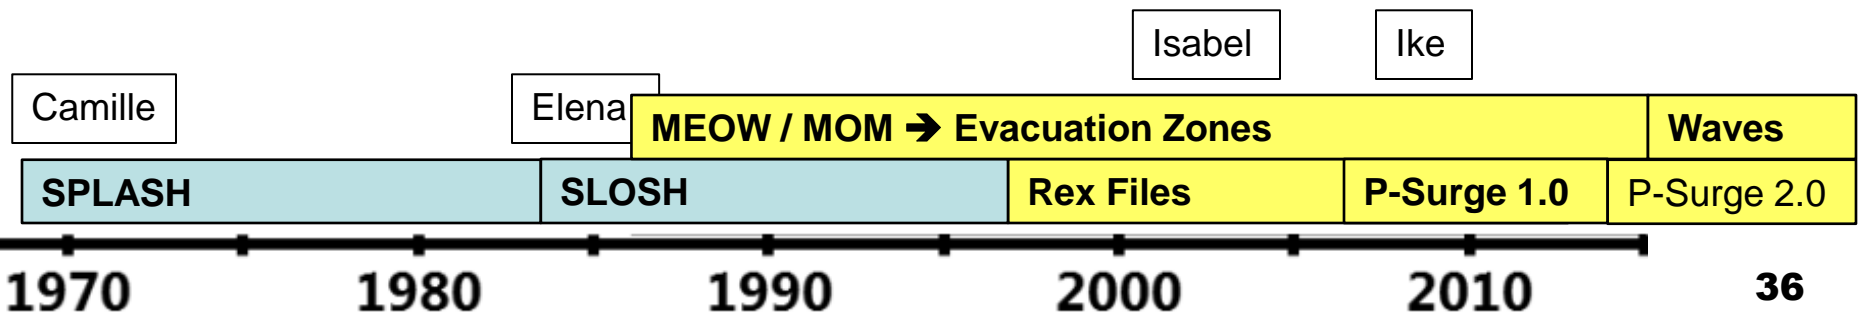 Isabel
Ike
Camille
Elena
MEOW / MOM ➔ Evacuation Zones
Waves
SPLASH
SLOSH
Rex Files
P-Surge 1.0
P-Surge 2.0
1970
1980
1990
2000
2010
36